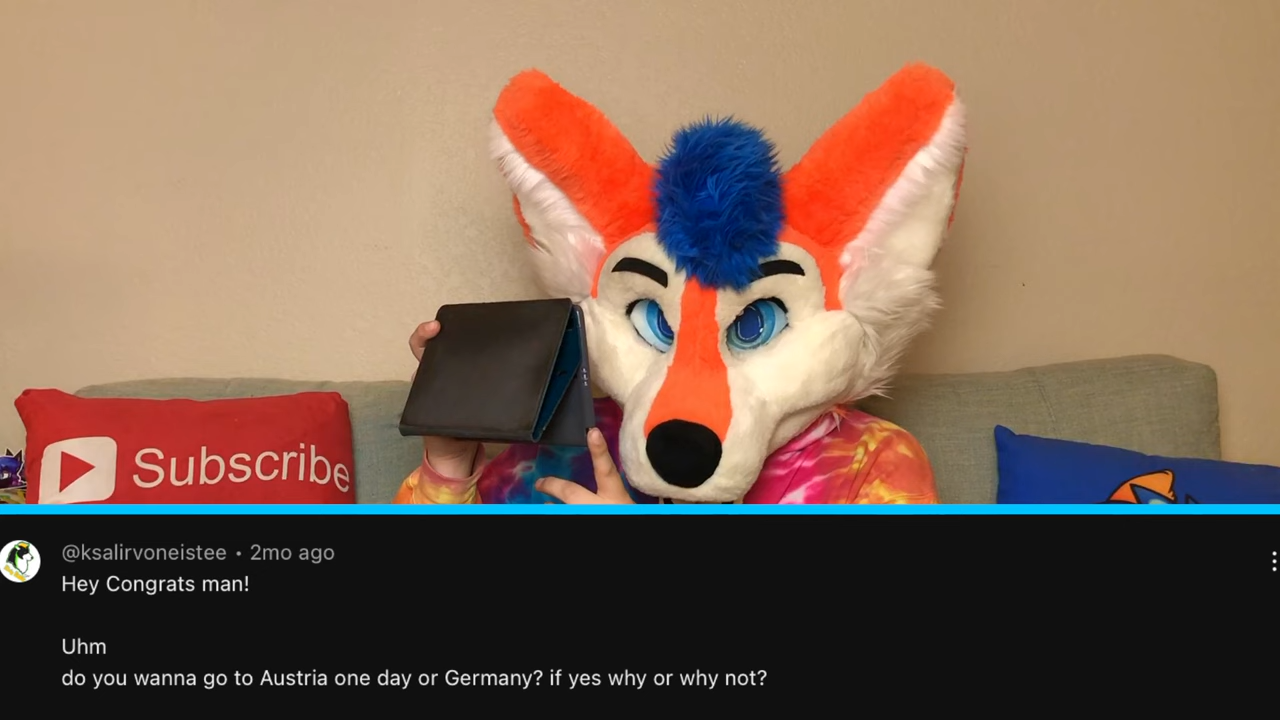 Subscribe
@ksalirvoneistee • 2mo ago
Hey Congrats man!
Uhm
do you wanna go to Austria one day or Germany? if yes why or why not?